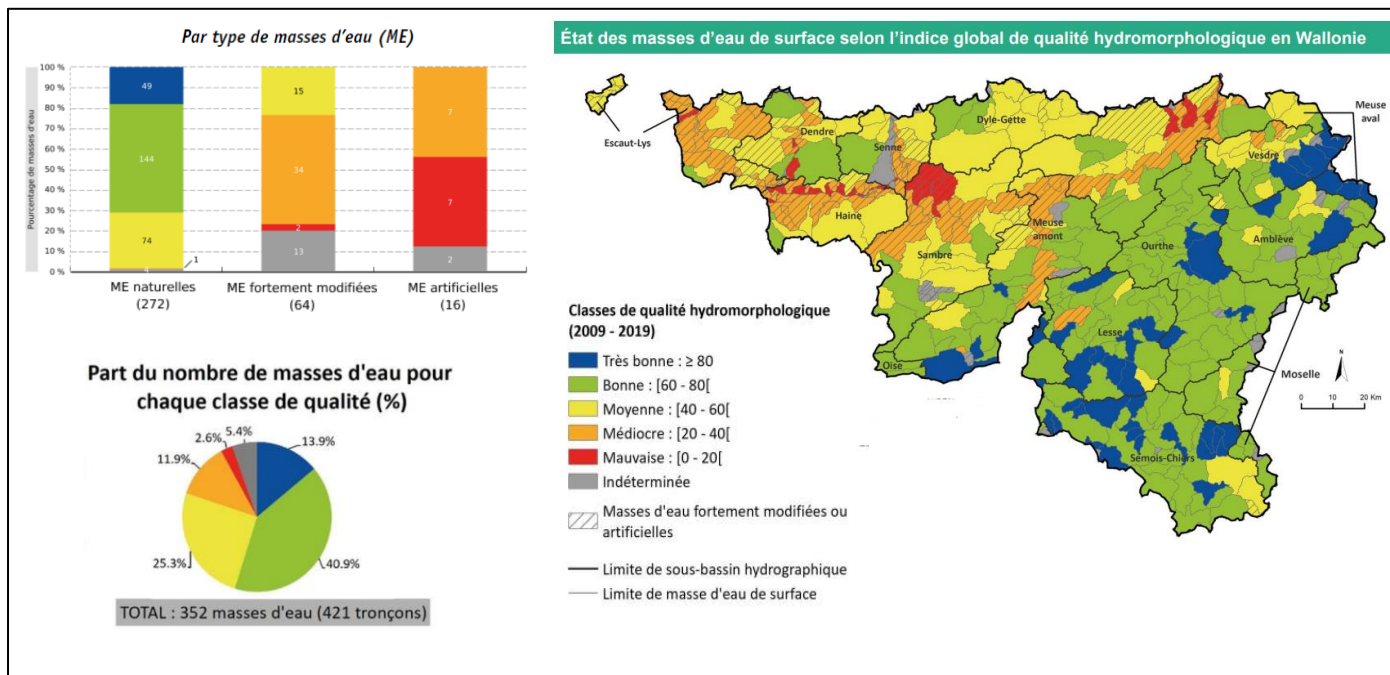 Par type de masses d'eau (ME)
Pourcentage de masses d'eau
100 %
90 %
80 %
70 %
60 %
50 %
40 %
30 %
20 %
10 %
0 %
49
144
74
4
1
15
34
2
13
7
7
2
ME naturelles
(272)
ME fortement modifiées
(64)
ME artificielles
(16)
Part du nombre de masses d'eau pour
chaque classe de qualité (%)
5.4%
2.6%
13.9%
11.9%
25.3%
40.9%
TOTAL : 352 masses d'eau (421 tronçons)
État des masses d'eau de surface selon l'indice global de qualité hydromorphologique en Wallonie
Escaut-Lys
Dendre
Senne
Dyle-Gette
Meuse
aval
Vesdre
Haine
Meuse
amont
Sambre
Ourthe
Amblève
Lesse
Oise
Moselle
Semois-Chiers
N
0 10 20 Km
Classes de qualité hydromorphologique
(2009 - 2019)
Très bonne : ≥ 80
Bonne : [60 - 80[
Moyenne : [40 - 60[
Médiocre : [20 - 40[
Mauvaise : [0 - 20[
Indéterminée
Masses d'eau fortement modifiées ou
artificielles
Limite de sous-bassin hydrographique
Limite de masse d'eau de surface